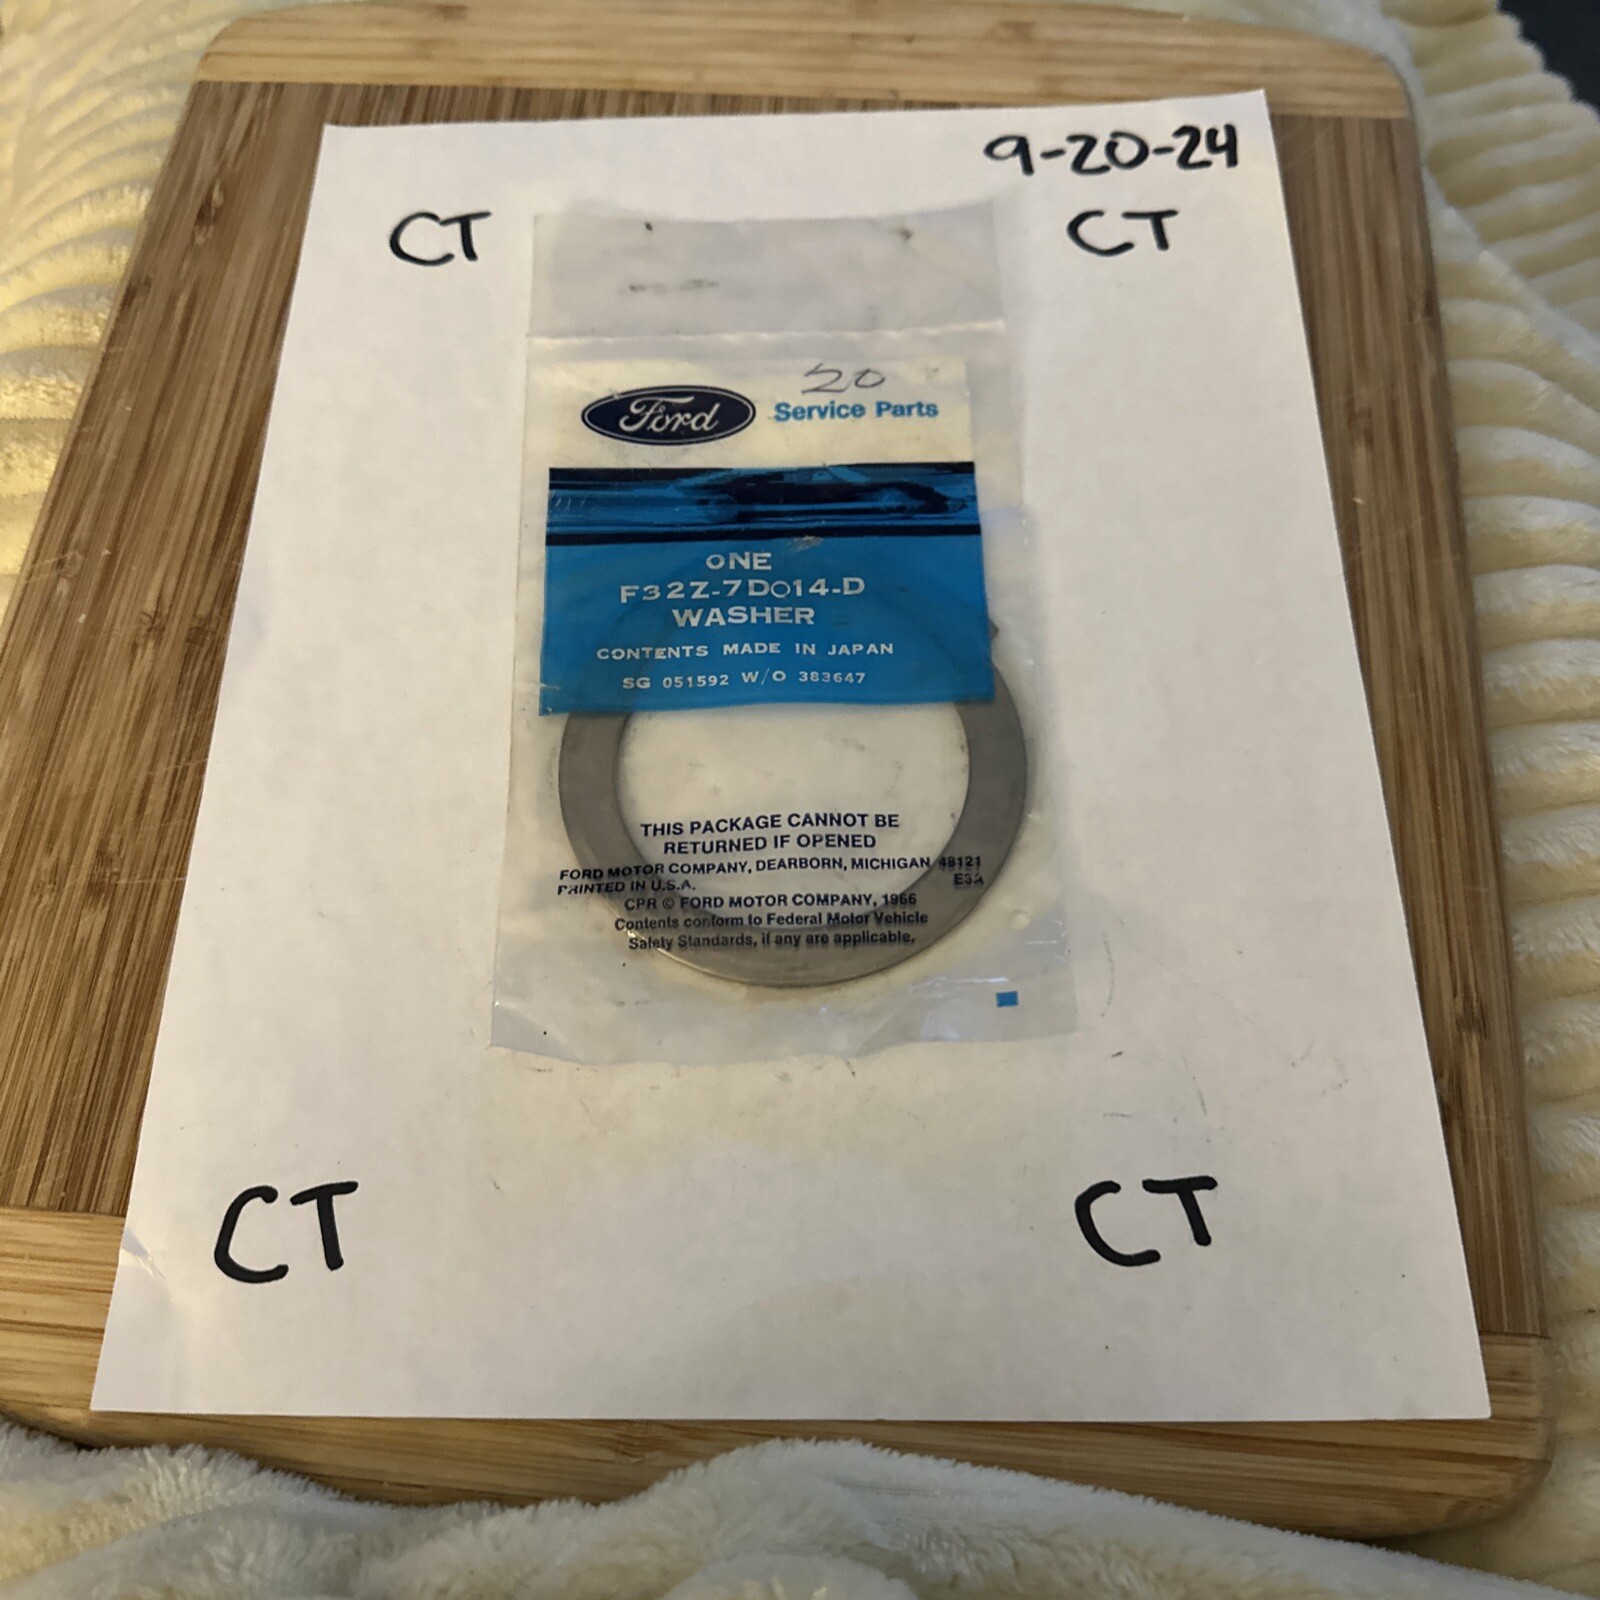 9-20-24
CT CT
20
Ford Service Parts
ONE
F32Z-7D014-D
WASHER
CONTENTS MADE IN JAPAN
SG 051592 W/O 383647
THIS PACKAGE CANNOT BE
RETURNED IF OPENED
FORD MOTOR COMPANY, DEARBORN, MICHIGAN 48121
PRINTED IN U.S.A. E3A
CPR © FORD MOTOR COMPANY, 1966
Contents conform to Federal Motor Vehicle
Safety Standards, if any are applicable.
CT CT